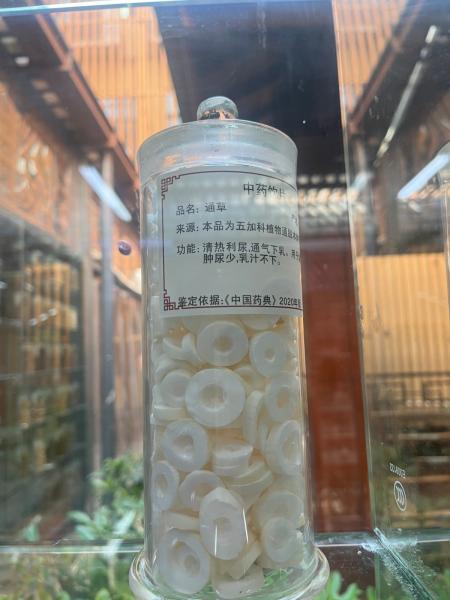 中药饮片
品名: 通草
来源: 本品为五加科植物通脱木
功能: 清热利尿,通气下乳。用于
肿尿少,乳汁不下。
鉴定依据:《中国药典》2020年